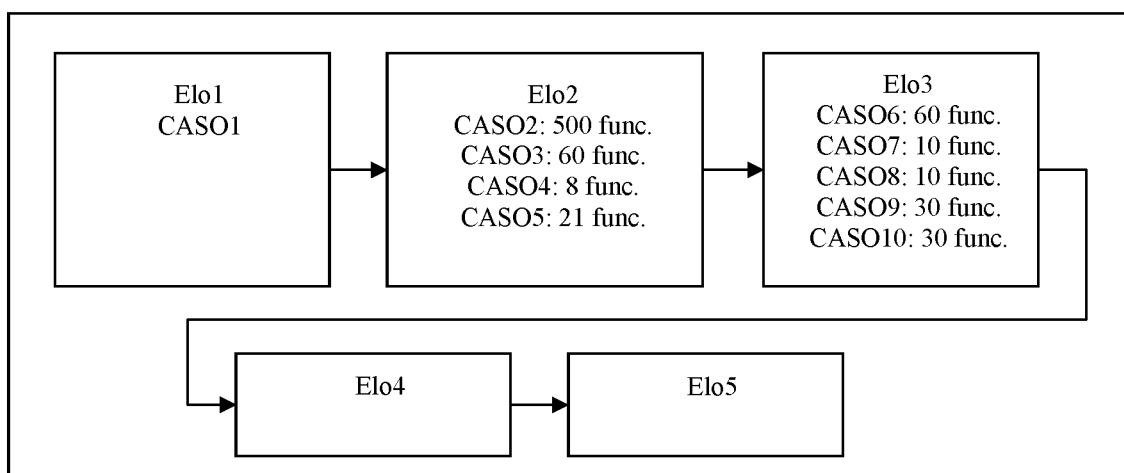 Elo1
CASO1
Elo2
CASO2: 500 func.
CASO3: 60 func.
CASO4: 8 func.
CASO5: 21 func.
Elo3
CASO6: 60 func.
CASO7: 10 func.
CASO8: 10 func.
CASO9: 30 func.
CASO10: 30 func.
Elo4
Elo5